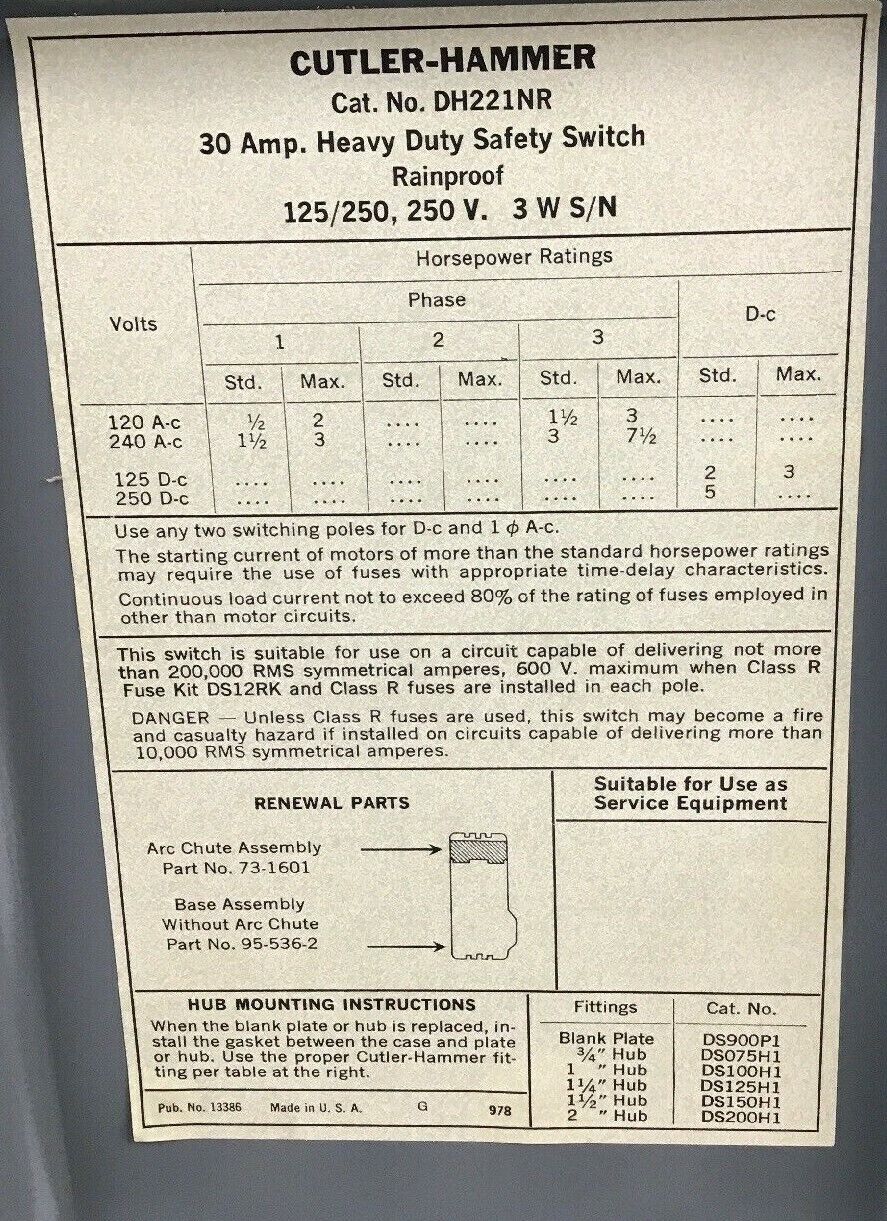 CUTLER-HAMMER
Cat. No. DH221NR
30 Amp. Heavy Duty Safety Switch
Rainproof
125/250, 250 V. 3 W S/N
Horsepower Ratings
Volts
Phase
D-c
1 2 3
Std. Max. Std. Max. Std. Max. Std. Max.
120 A-c ½ 2 .... .... 1½ 3 .... ....
240 A-c 1½ 3 .... .... 3 7½ .... ....
125 D-c .... .... .... .... .... .... 2 3
250 D-c .... .... .... .... .... .... 5 ....
Use any two switching poles for D-c and 1 ϕ A-c.
The starting current of motors of more than the standard horsepower ratings
may require the use of fuses with appropriate time-delay characteristics.
Continuous load current not to exceed 80% of the rating of fuses employed in
other than motor circuits.
This switch is suitable for use on a circuit capable of delivering not more
than 200,000 RMS symmetrical amperes, 600 V. maximum when Class R
Fuse Kit DS12RK and Class R fuses are installed in each pole.
DANGER — Unless Class R fuses are used, this switch may become a fire
and casualty hazard if installed on circuits capable of delivering more than
10,000 RMS symmetrical amperes.
RENEWAL PARTS
Arc Chute Assembly
Part No. 73-1601
Base Assembly
Without Arc Chute
Part No. 95-536-2
Suitable for Use as
Service Equipment
HUB MOUNTING INSTRUCTIONS
When the blank plate or hub is replaced, in-
stall the gasket between the case and plate
or hub. Use the proper Cutler-Hammer fit-
ting per table at the right.
Pub. No. 13386 Made in U. S. A. G 978
Fittings Cat. No.
Blank Plate DS900P1
¾" Hub DS075H1
1 " Hub DS100H1
1¼" Hub DS125H1
1½" Hub DS150H1
2 " Hub DS200H1